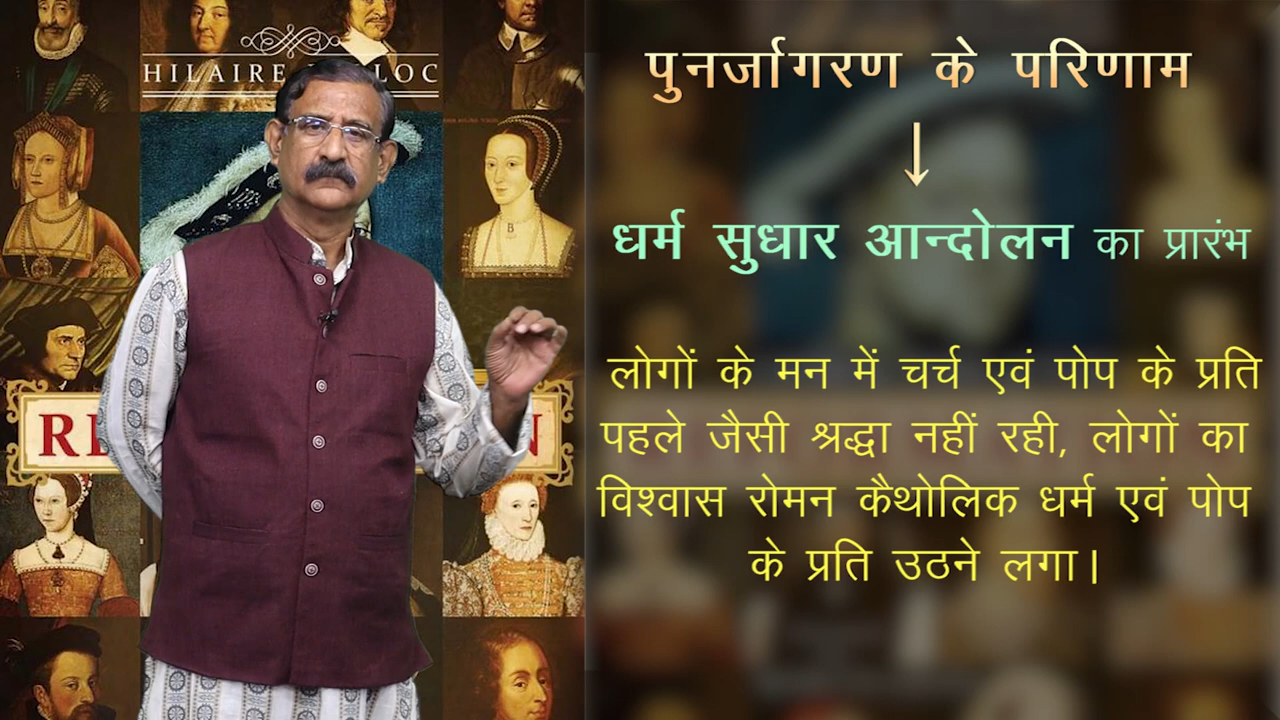 HILAIRE LOC
पुनर्जागरण के परिणाम
↓
धर्म सुधार आन्दोलन का प्रारंभ
लोगों के मन में चर्च एवं पोप के प्रति
पहले जैसी श्रद्धा नहीं रही, लोगों का
विश्वास रोमन कैथोलिक धर्म एवं पोप
के प्रति उठने लगा।